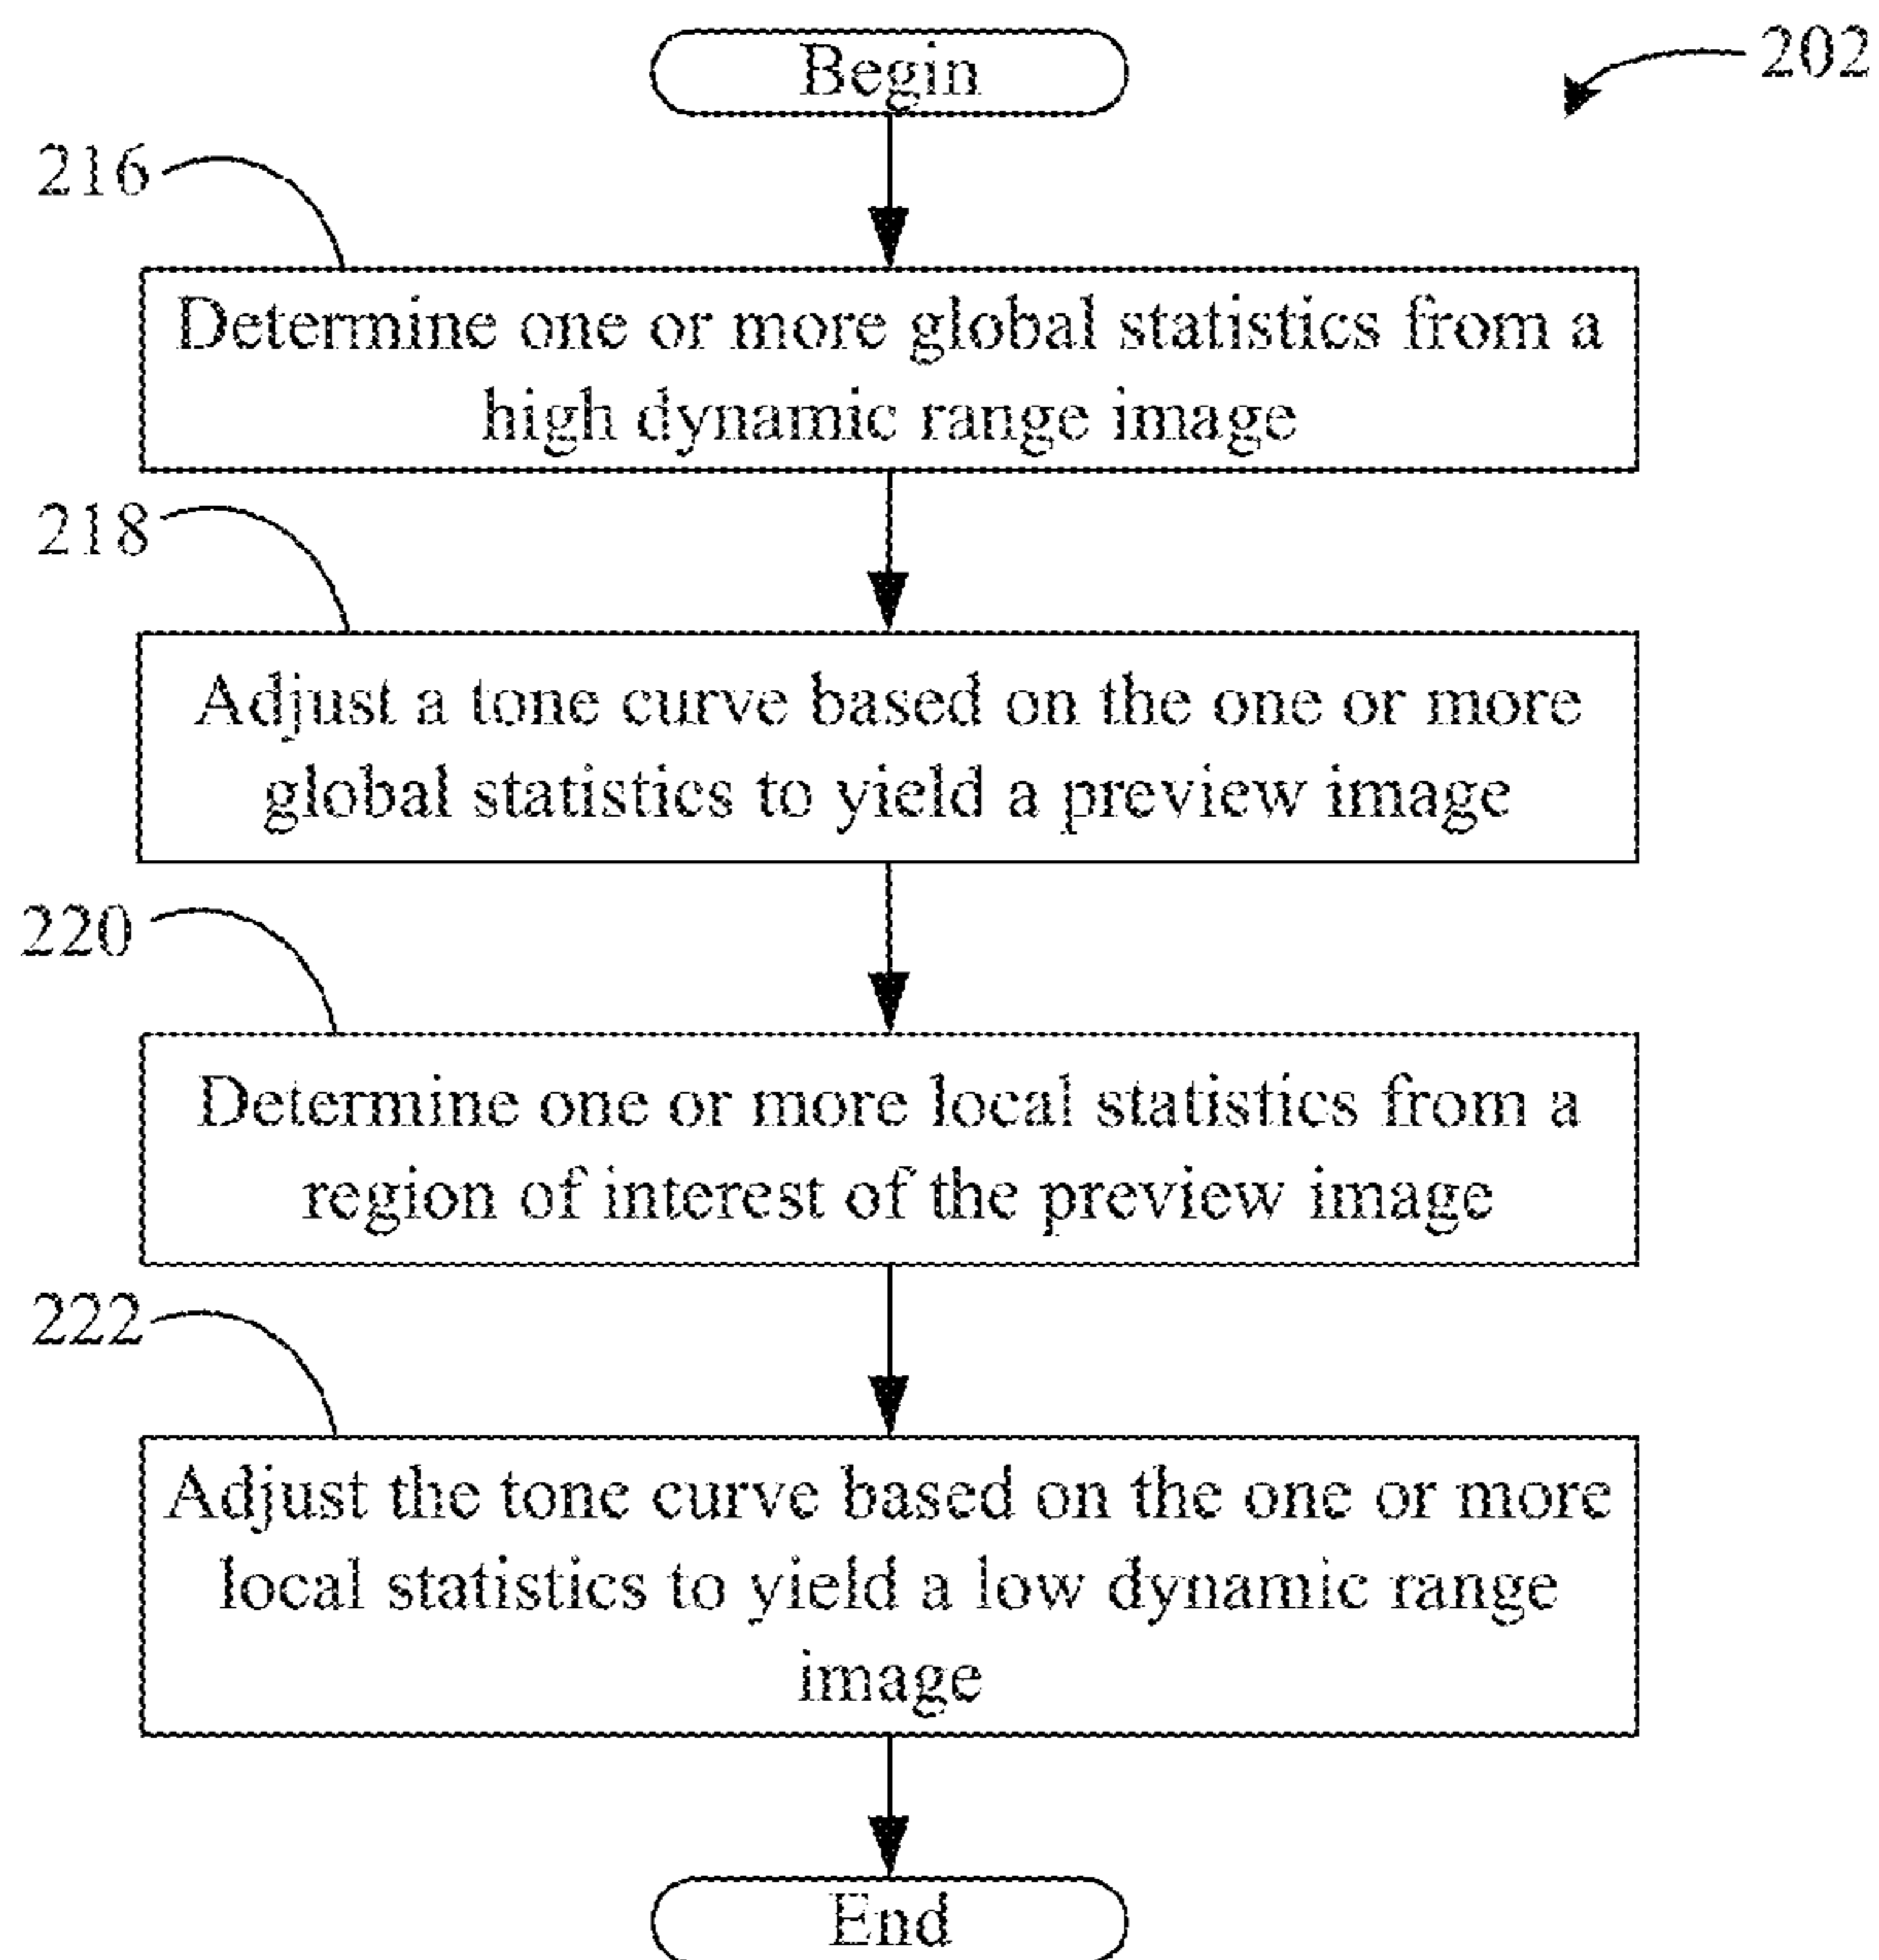 Begin
202
216
Determine one or more global statistics from a
high dynamic range image
218
Adjust a tone curve based on the one or more
global statistics to yield a preview image
220
Determine one or more local statistics from a
region of interest of the preview image
222
Adjust the tone curve based on the one or more
local statistics to yield a low dynamic range
image
End